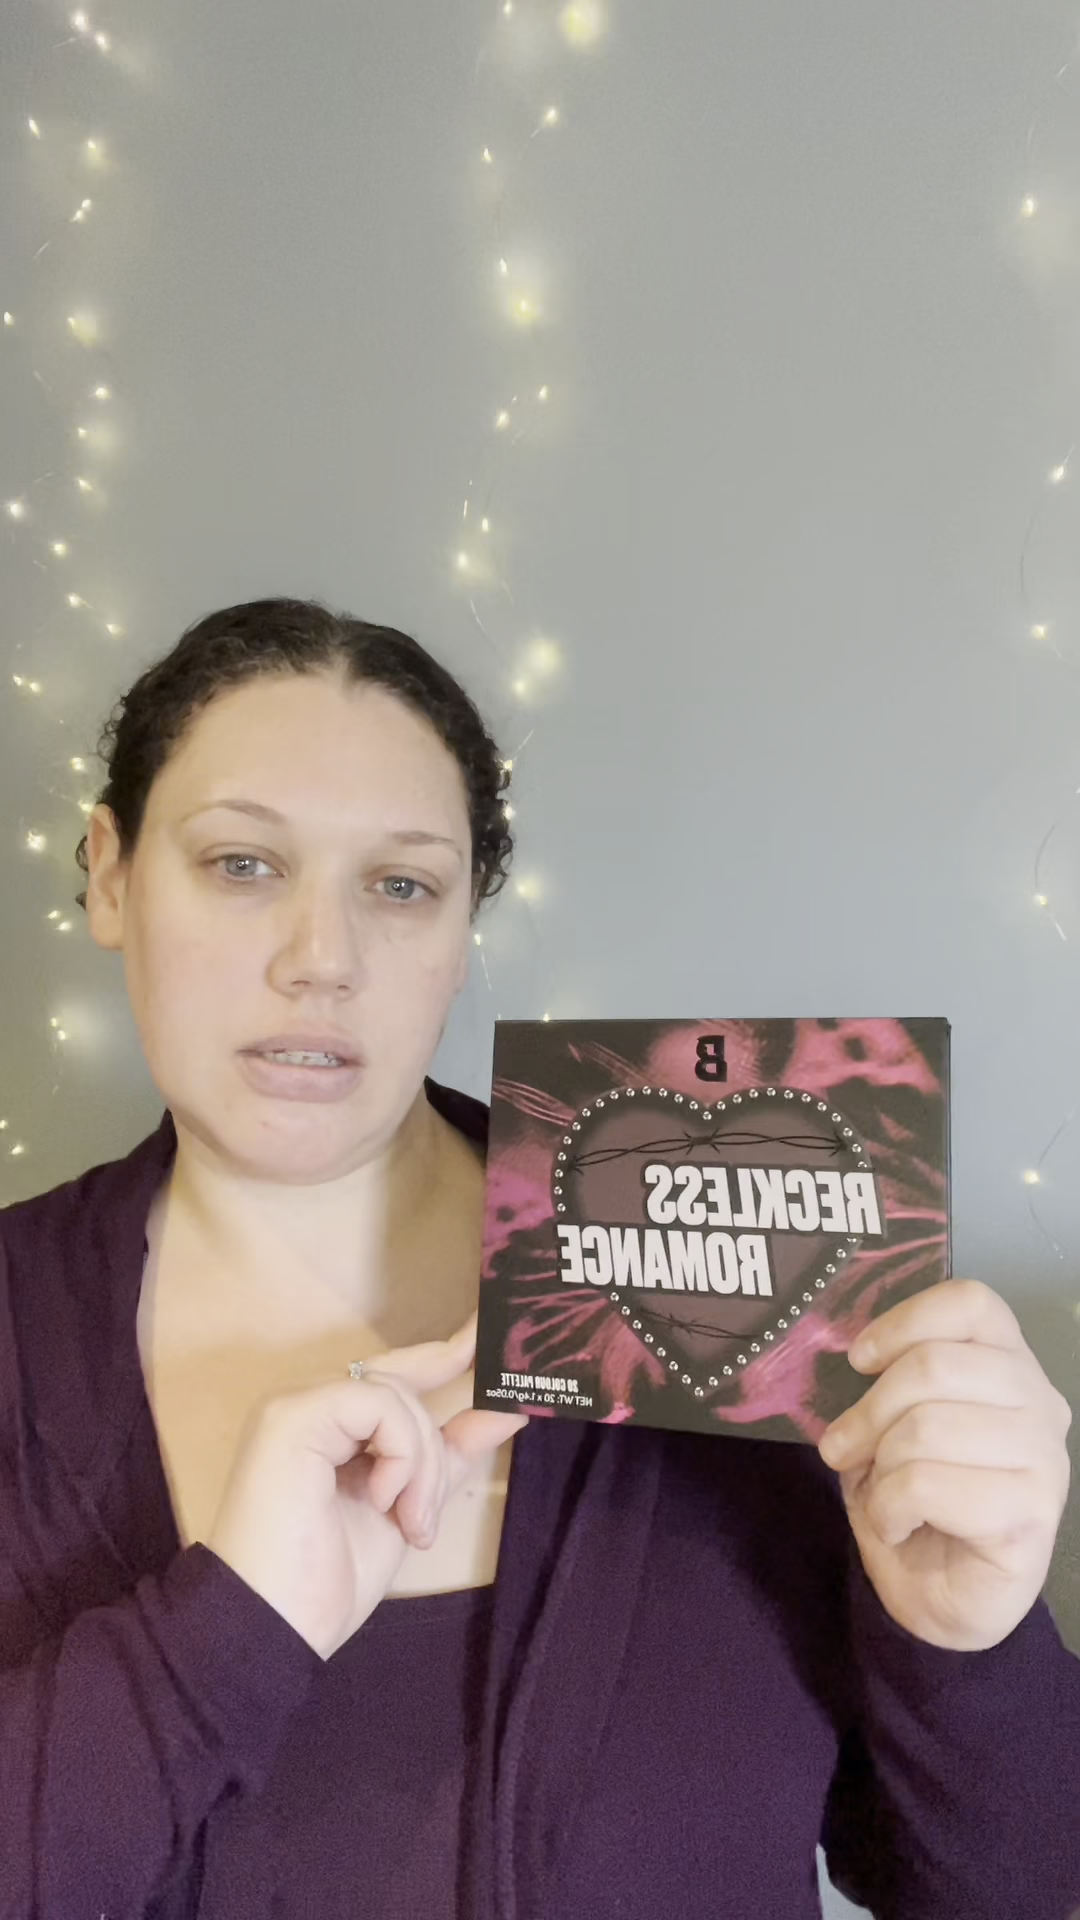 B
RECKLESS
ROMANCE
20 COLOUR PALETTE
NET WT: 20 x 1.4g/0.05oz